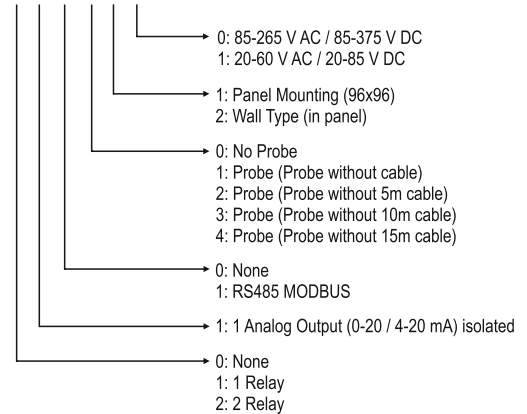 0: 85-265 V AC / 85-375 V DC
1: 20-60 V AC / 20-85 V DC
1: Panel Mounting (96x96)
2: Wall Type (in panel)
0: No Probe
1: Probe (Probe without cable)
2: Probe (Probe without 5m cable)
3: Probe (Probe without 10m cable)
4: Probe (Probe without 15m cable)
0: None
1: RS485 MODBUS
1: 1 Analog Output (0-20 / 4-20 mA) isolated
0: None
1: 1 Relay
2: 2 Relay